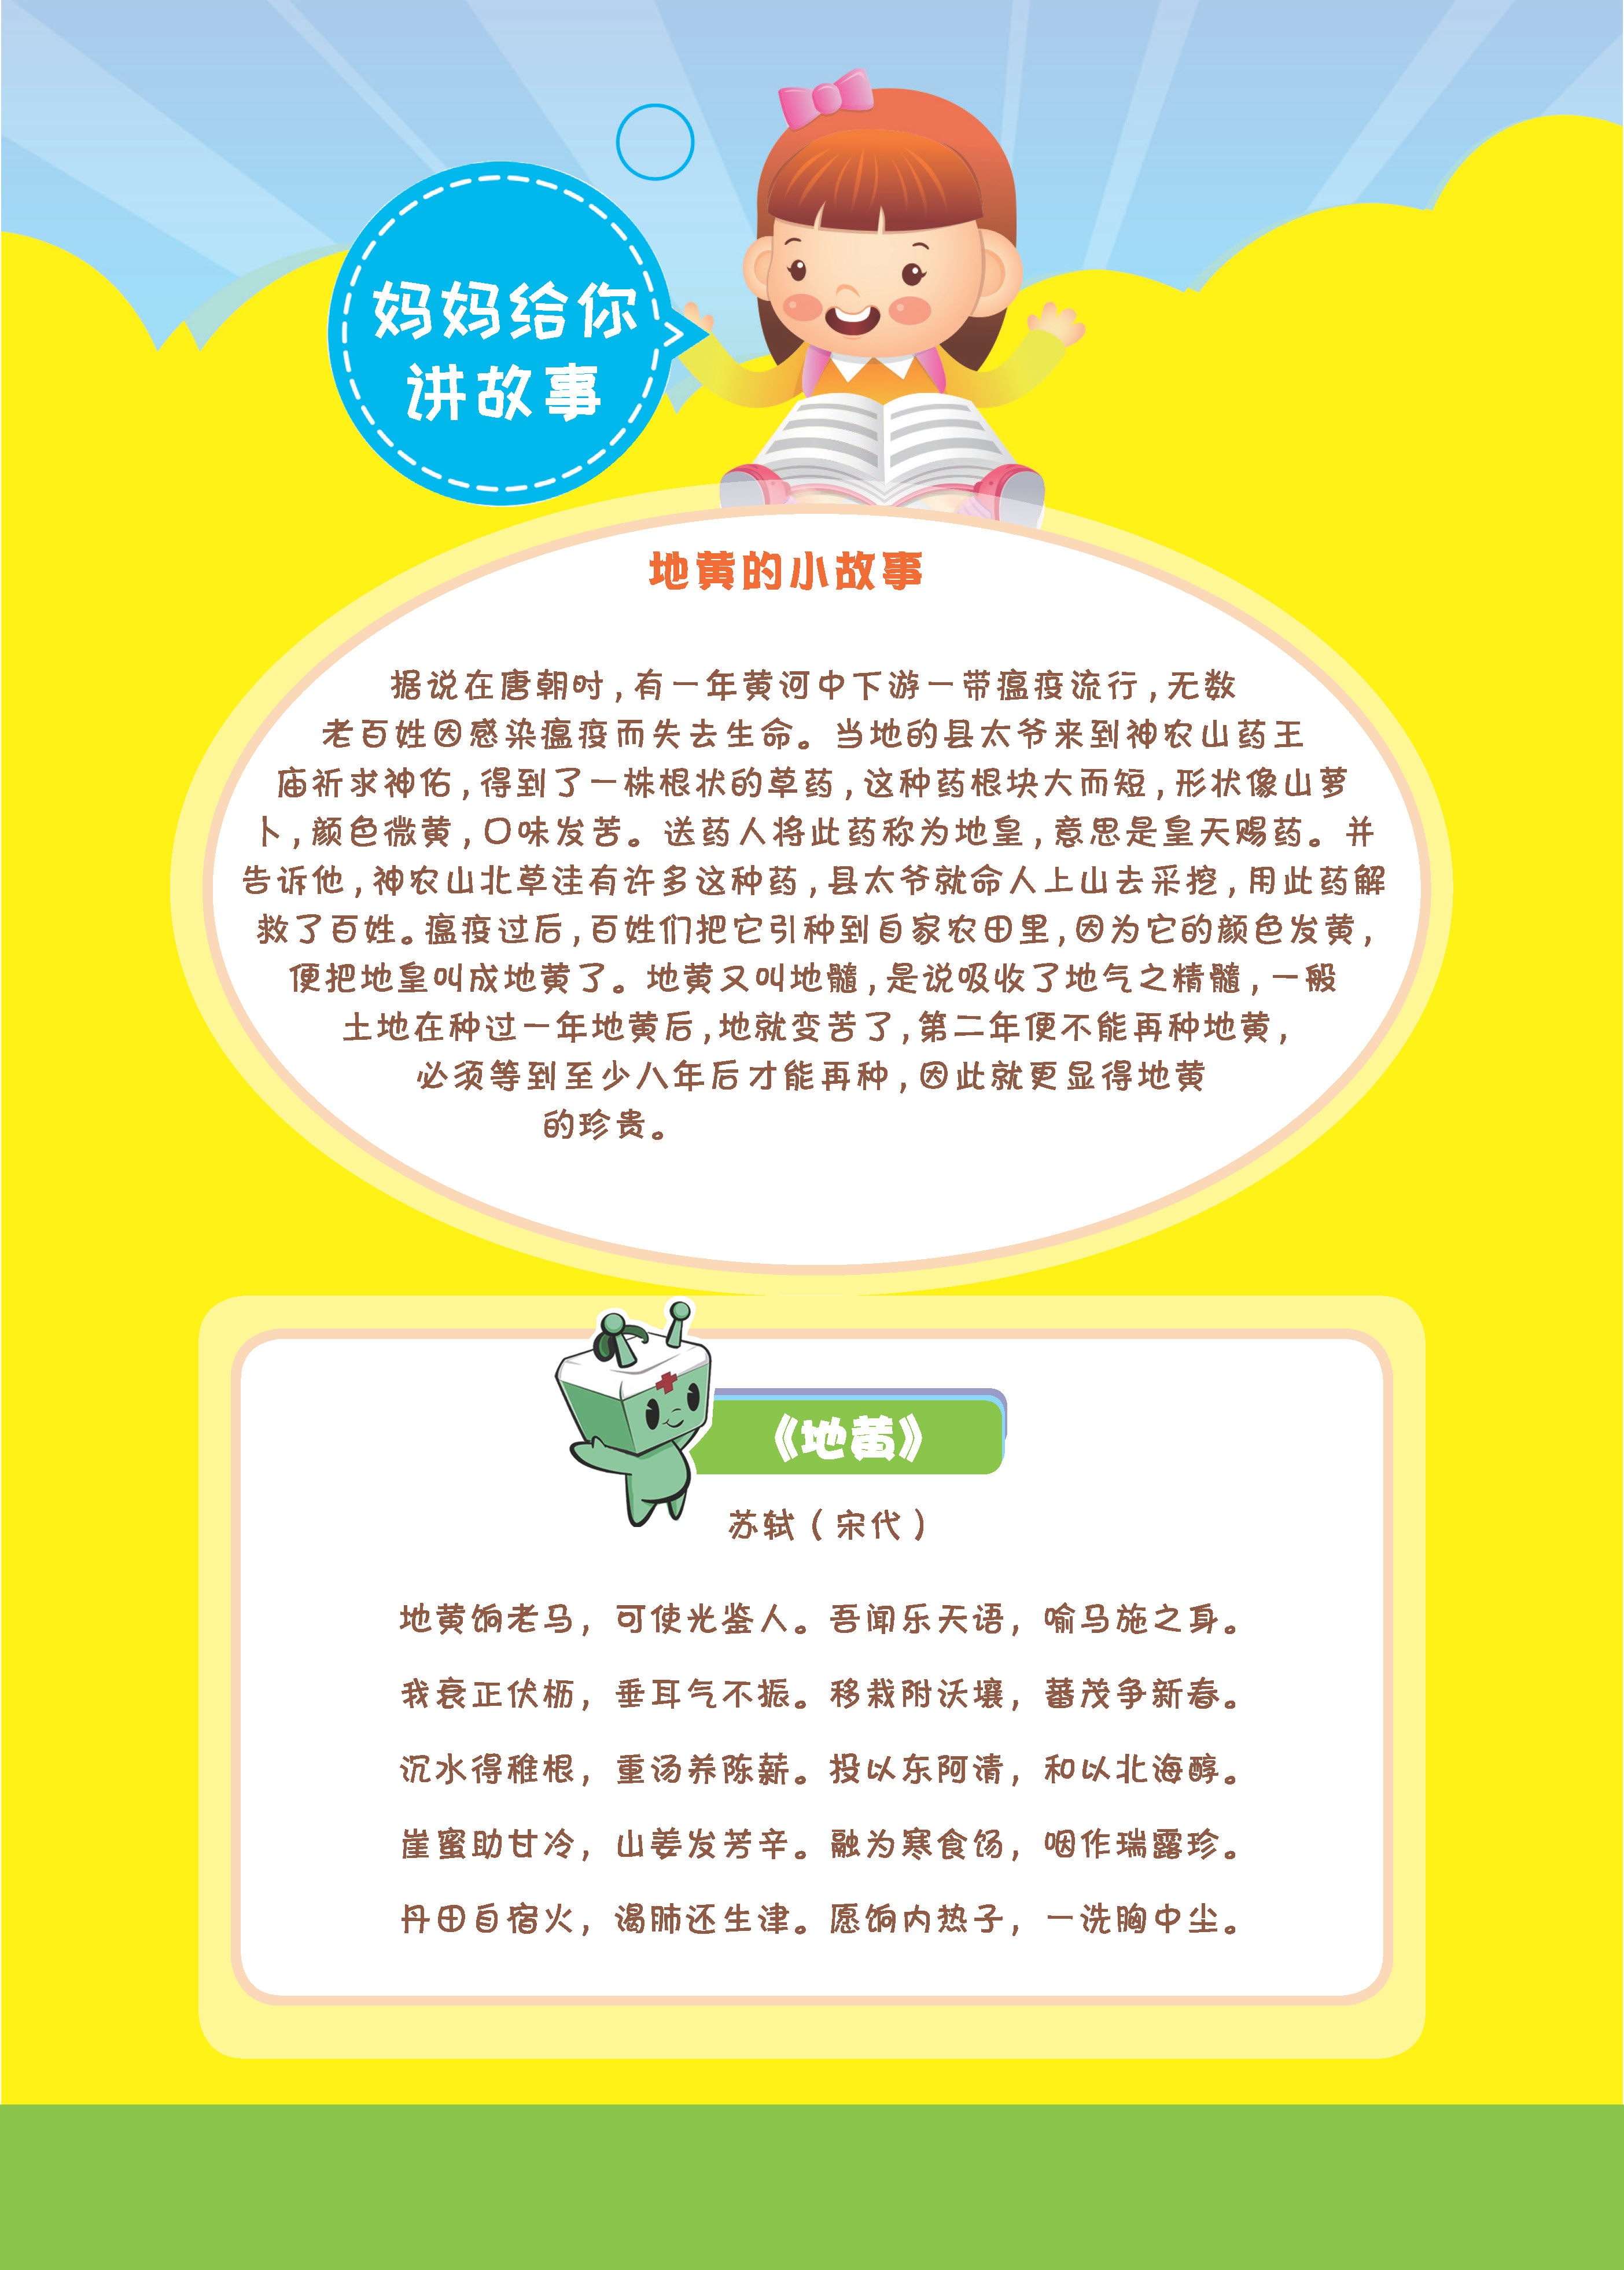 妈妈给你
讲故事
地黄的小故事
据说在唐朝时,有一年黄河中下游一带瘟疫流行,无数
老百姓因感染瘟疫而失去生命。当地的县太爷来到神农山药王
庙祈求神佑,得到了一株根状的草药,这种药根块大而短,形状像山萝
卜,颜色微黄,口味发苦。送药人将此药称为地皇,意思是皇天赐药。并
告诉他,神农山北草洼有许多这种药,县太爷就命人上山去采挖,用此药解
救了百姓。瘟疫过后,百姓们把它引种到自家农田里,因为它的颜色发黄,
便把地皇叫成地黄了。地黄又叫地髓,是说吸收了地气之精髓,一般
土地在种过一年地黄后,地就变苦了,第二年便不能再种地黄,
必须等到至少八年后才能再种,因此就更显得地黄
的珍贵。
《地黄》
苏轼（宋代）
地黄饷老马，可使光鉴人。吾闻乐天语，喻马施之身。
我衰正伏枥，垂耳气不振。移栽附沃壤，蕃茂争新春。
沉水得稚根，重汤养陈薪。投以东阿清，和以北海醇。
崖蜜助甘冷，山姜发芳辛。融为寒食饧，咽作瑞露珍。
丹田自宿火，渴肺还生津。愿饷内热子，一洗胸中尘。